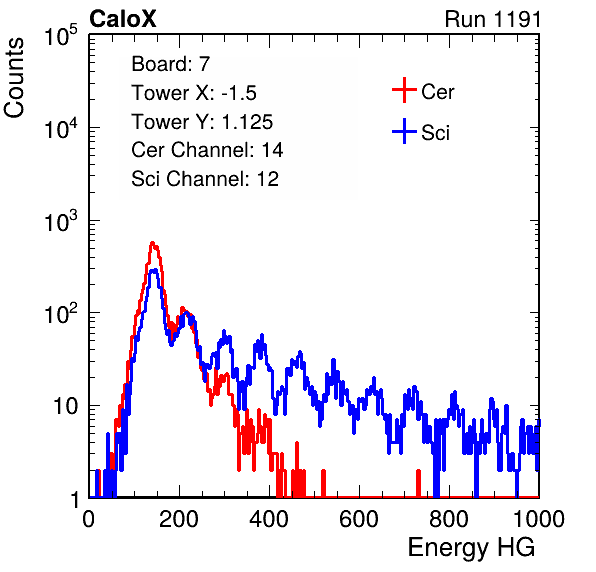 CaloX Run 1191
Counts
Board: 7
Tower X: -1.5
Tower Y: 1.125
Cer Channel: 14
Sci Channel: 12
Cer
Sci
10^5
10^4
10^3
10^2
10
1
0 200 400 600 800 1000
Energy HG